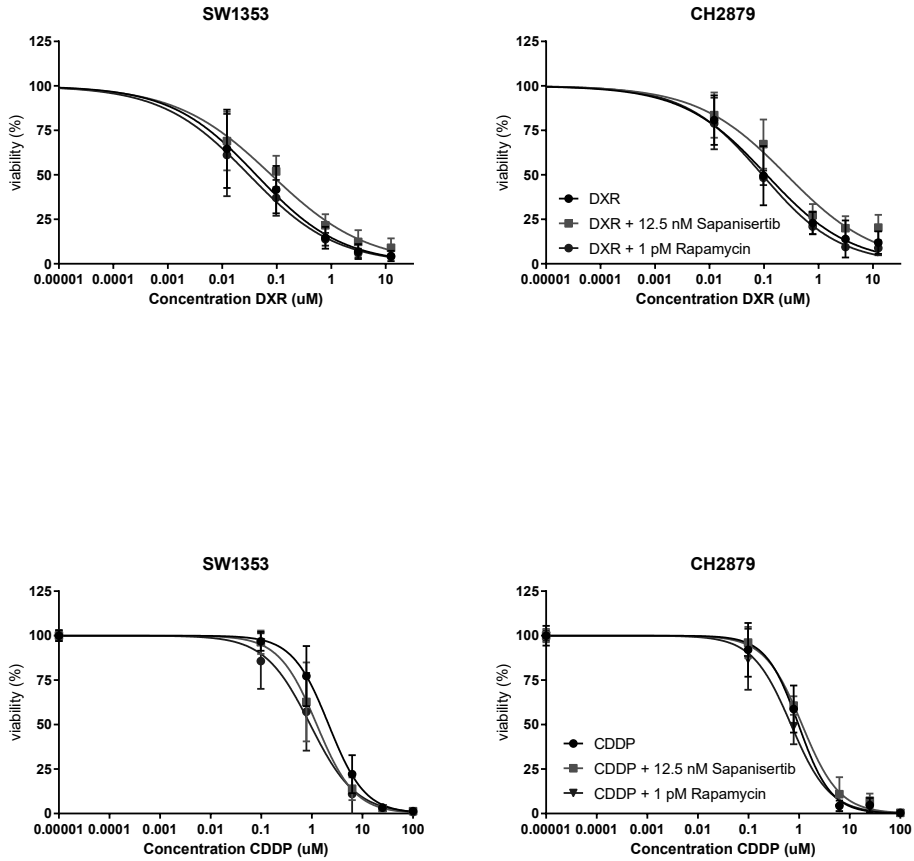 SW1353
125
100
75
50
25
0
viability (%)
0.00001 0.0001 0.001 0.01 0.1 1 10
Concentration DXR (uM)
CH2879
125
100
75
50
25
0
viability (%)
DXR
DXR + 12.5 nM Sapanisertib
DXR + 1 pM Rapamycin
0.00001 0.0001 0.001 0.01 0.1 1 10
Concentration DXR (uM)
SW1353
125
100
75
50
25
0
viability (%)
0.00001 0.0001 0.001 0.01 0.1 1 10 100
Concentration CDDP (uM)
CH2879
125
100
75
50
25
0
viability (%)
CDDP
CDDP + 12.5 nM Sapanisertib
CDDP + 1 pM Rapamycin
0.00001 0.0001 0.001 0.01 0.1 1 10 100
Concentration CDDP (uM)